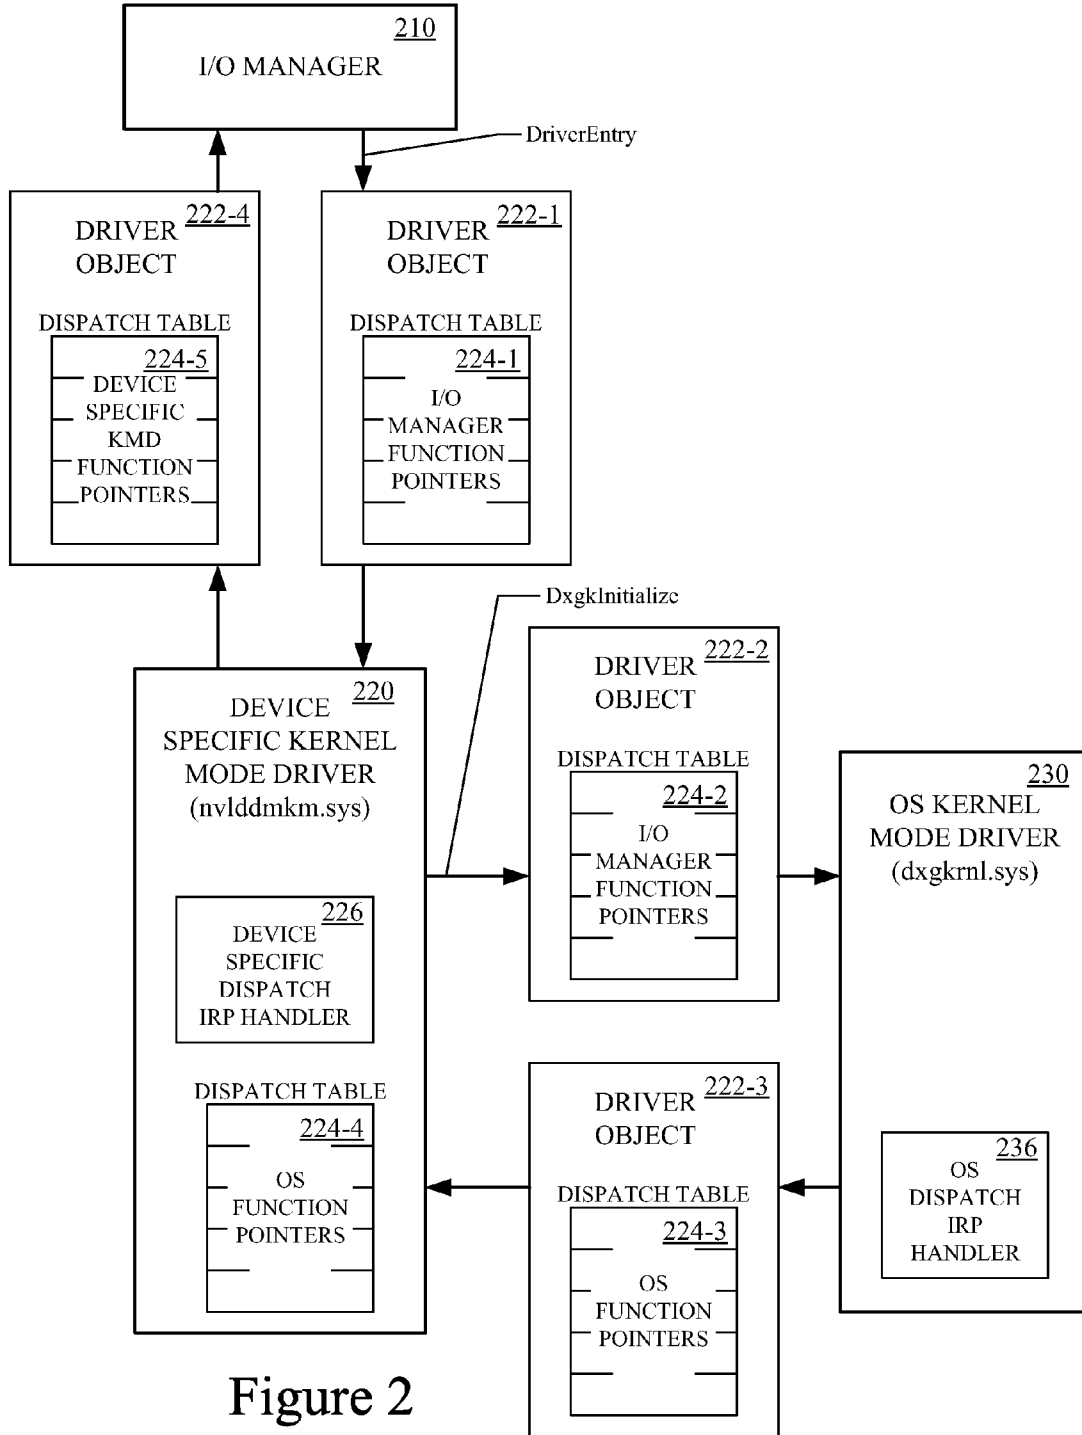 210
I/O MANAGER
DriverEntry
222-4
DRIVER
OBJECT
DISPATCH TABLE
224-5
DEVICE
SPECIFIC
KMD
FUNCTION
POINTERS
222-1
DRIVER
OBJECT
DISPATCH TABLE
224-1
I/O
MANAGER
FUNCTION
POINTERS
DxgkInitialize
220
DEVICE
SPECIFIC KERNEL
MODE DRIVER
(nvlddmkm.sys)
226
DEVICE
SPECIFIC
DISPATCH
IRP HANDLER
DISPATCH TABLE
224-4
OS
FUNCTION
POINTERS
222-2
DRIVER
OBJECT
DISPATCH TABLE
224-2
I/O
MANAGER
FUNCTION
POINTERS
230
OS KERNEL
MODE DRIVER
(dxgkrnl.sys)
236
OS
DISPATCH
IRP
HANDLER
222-3
DRIVER
OBJECT
DISPATCH TABLE
224-3
OS
FUNCTION
POINTERS
Figure 2